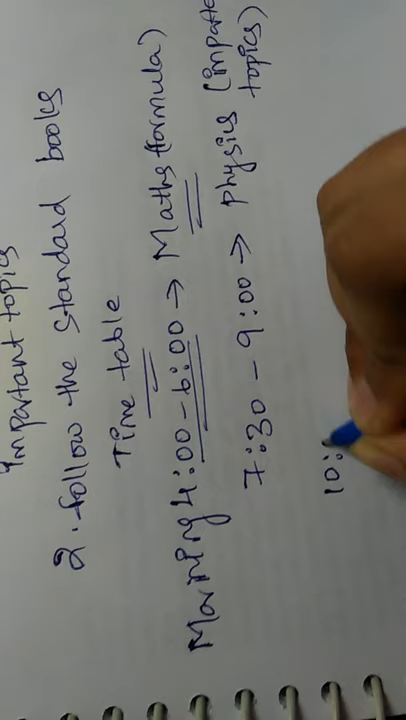 important topics
2. follow the standard books
Time table
Morning 4:00-6:00 → Maths (formula)
7:30 - 9:00 → physics (important
topics)
10: